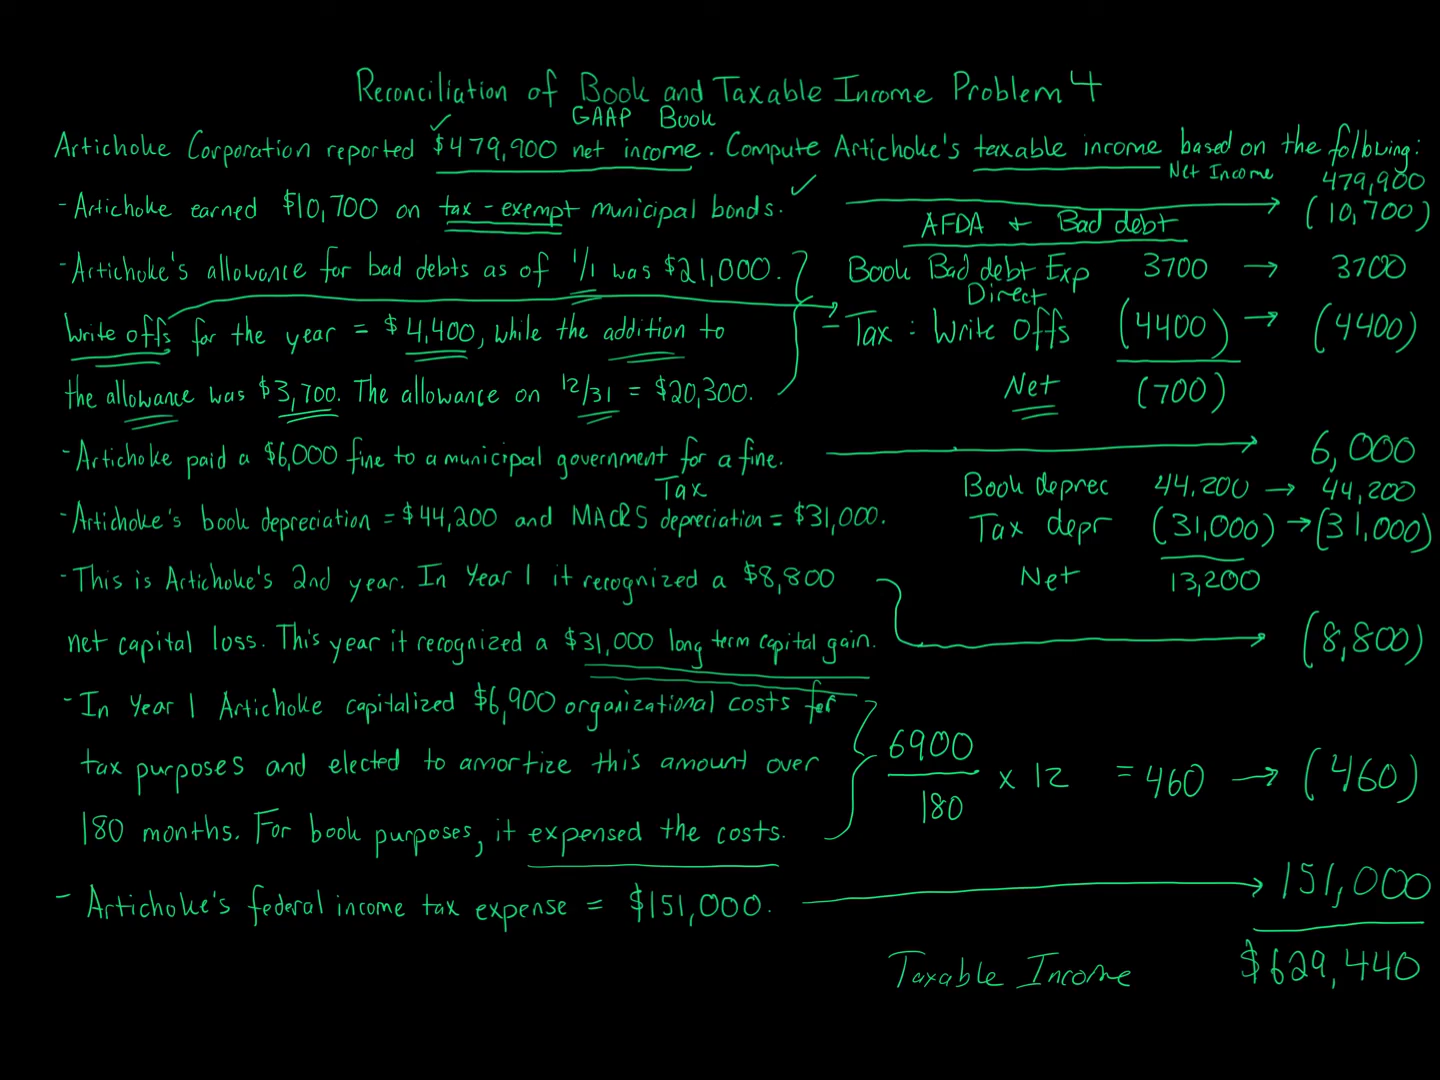 Reconciliation of Book and Taxable Income Problem 4
GAAP Book
Artichoke Corporation reported $479,900 net income. Compute Artichoke's taxable income based on the following:
Net Income 479,900
- Artichoke earned $10,700 on tax-exempt municipal bonds. (10,700)
AFDA + Bad debt
- Artichoke's allowance for bad debts as of 1/1 was $21,000. Book Bad debt Exp 3700 → 3700
Direct
Write offs for the year = $4,400, while the addition to - Tax : Write Offs (4400) → (4400)
the allowance was $3,700. The allowance on 12/31 = $20,300. Net (700)
- Artichoke paid a $6,000 fine to a municipal government for a fine. 6,000
Tax Book deprec 44,200 → 44,200
- Artichoke's book depreciation = $44,200 and MACRS depreciation = $31,000. Tax depr (31,000) → (31,000)
- This is Artichoke's 2nd year. In Year 1 it recognized a $8,800 Net 13,200
net capital loss. This year it recognized a $31,000 long term capital gain. (8,800)
- In Year 1 Artichoke capitalized $6,900 organizational costs for
tax purposes and elected to amortize this amount over 6900 / 180 x 12 = 460 → (460)
180 months. For book purposes, it expensed the costs.
- Artichoke's federal income tax expense = $151,000. 151,000
Taxable Income $629,440